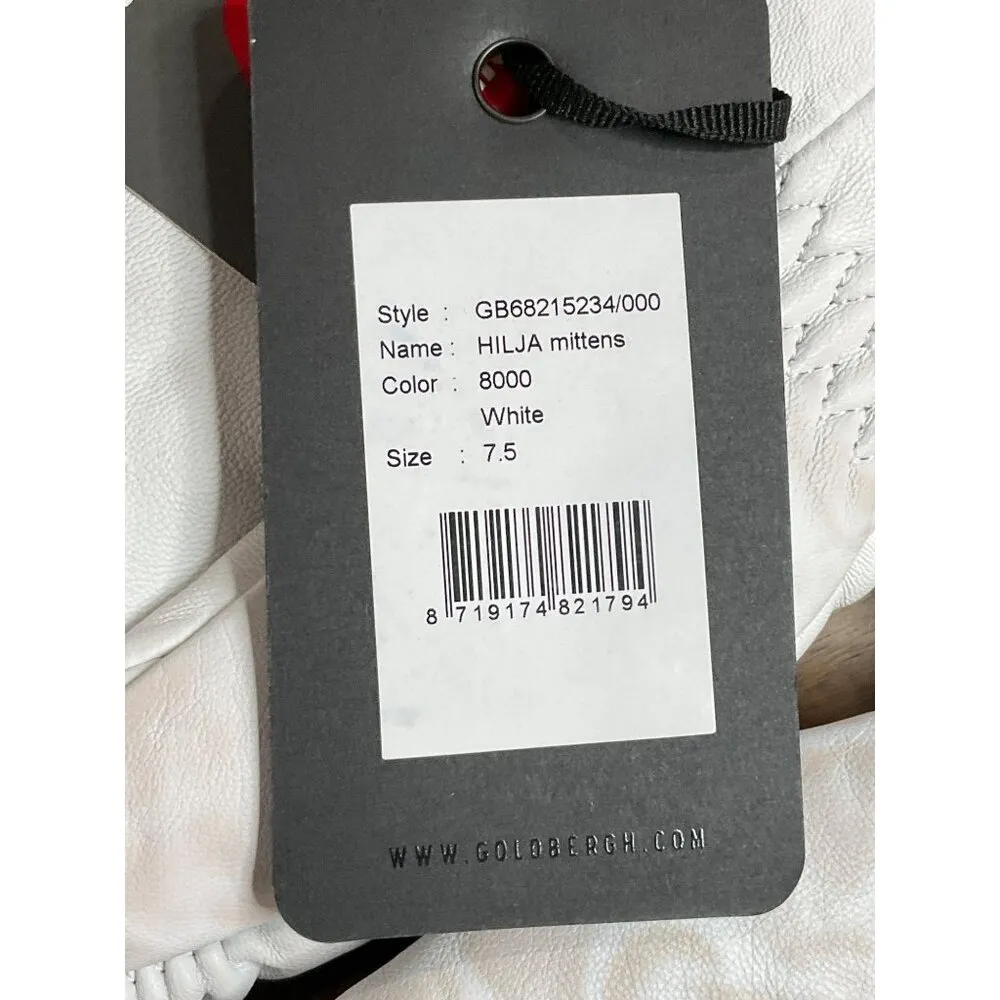 Style : GB68215234/000
Name : HILJA mittens
Color : 8000
White
Size : 7.5
8 719174 821794
WWW.GOLDBERGH.COM